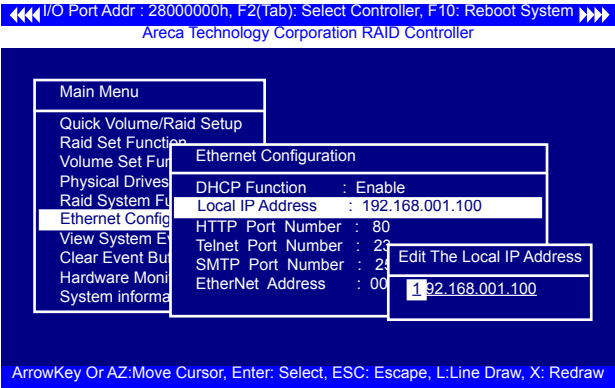 I/O Port Addr : 28000000h, F2(Tab): Select Controller, F10: Reboot System
Areca Technology Corporation RAID Controller
Main Menu
Quick Volume/Raid Setup
Raid Set Function
Volume Set Fur
Physical Drives
Raid System Fu
Ethernet Config
View System Ev
Clear Event Buf
Hardware Moni
System informa
Ethernet Configuration
DHCP Function : Enable
Local IP Address : 192.168.001.100
HTTP Port Number : 80
Telnet Port Number : 23
SMTP Port Number : 25
EtherNet Address : 00
Edit The Local IP Address
192.168.001.100
ArrowKey Or AZ:Move Cursor, Enter: Select, ESC: Escape, L:Line Draw, X: Redraw